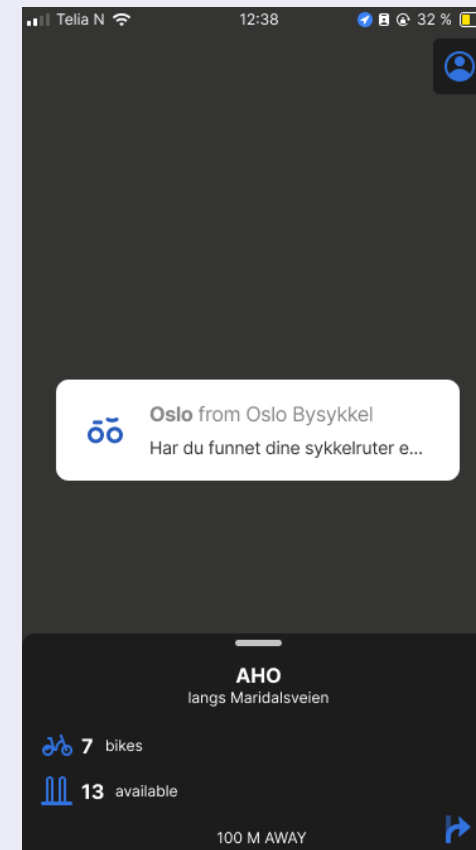 Telia N 12:38 32 %
Oslo from Oslo Bysykkel
Har du funnet dine sykkelruter e...
AHO
langs Maridalsveien
7 bikes
13 available
100 M AWAY